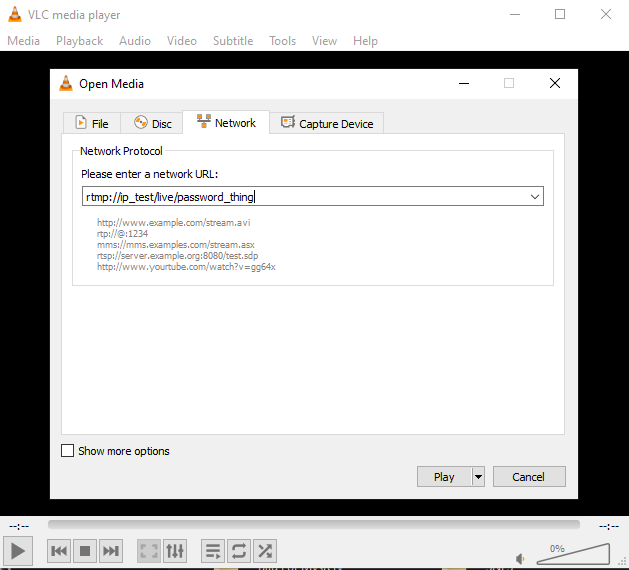 VLC media player
Media Playback Audio Video Subtitle Tools View Help
Open Media
File Disc Network Capture Device
Network Protocol
Please enter a network URL:
rtmp://ip_test/live/password_thing
http://www.example.com/stream.avi
rtp://@:1234
mms://mms.examples.com/stream.asx
rtsp://server.example.org:8080/test.sdp
http://www.yourtube.com/watch?v=gg64x
Show more options
Play Cancel
--:-- --:--
0%